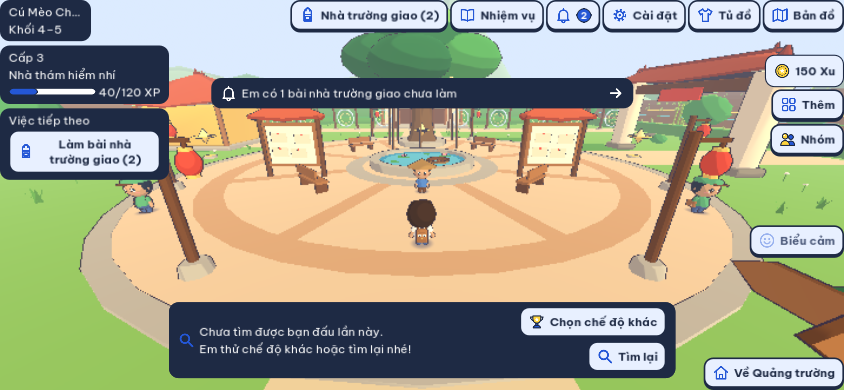 Cú Mèo Ch...
Khối 4-5
Nhà trường giao (2)
Nhiệm vụ
2
Cài đặt
Tủ đồ
Bản đồ
Cấp 3
Nhà thám hiểm nhí
40/120 XP
150 Xu
Em có 1 bài nhà trường giao chưa làm
Thêm
Việc tiếp theo
Làm bài nhà
trường giao (2)
Nhóm
Biểu cảm
Chưa tìm được bạn đấu lần này.
Em thử chế độ khác hoặc tìm lại nhé!
Chọn chế độ khác
Tìm lại
Về Quảng trường